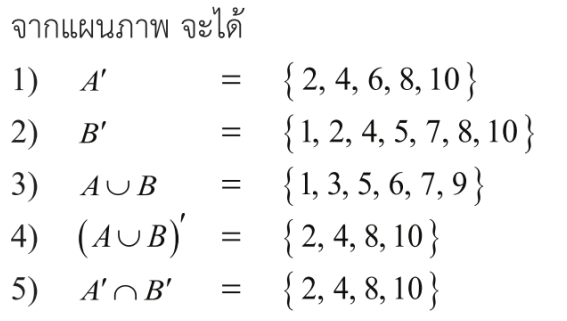 จากแผนภาพ จะได้
1) A′ = {2, 4, 6, 8, 10}
2) B′ = {1, 2, 4, 5, 7, 8, 10}
3) A ∪ B = {1, 3, 5, 6, 7, 9}
4) (A ∪ B)′ = {2, 4, 8, 10}
5) A′ ∩ B′ = {2, 4, 8, 10}